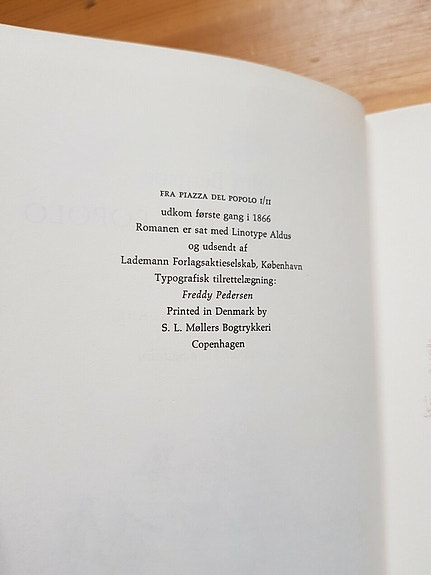 FRA PIAZZA DEL POPOLO I/II
udkom første gang i 1866
Romanen er sat med Linotype Aldus
og udsendt af
Lademann Forlagsaktieselskab, København
Typografisk tilrettelægning:
Freddy Pedersen
Printed in Denmark by
S. L. Møllers Bogtrykkeri
Copenhagen